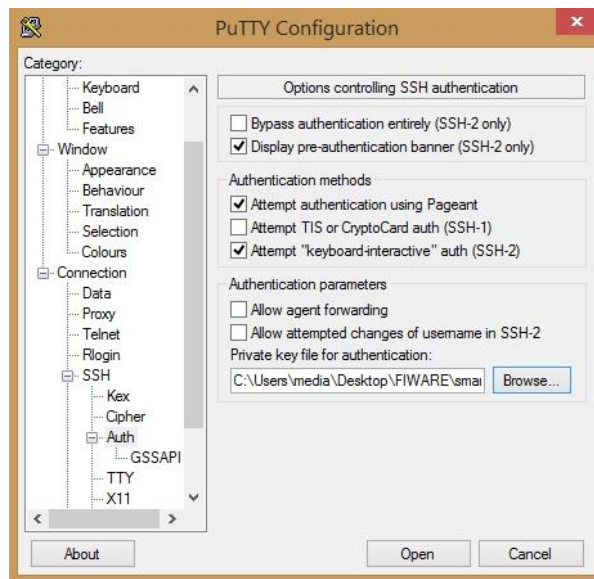 PuTTY Configuration
Category:
Keyboard
Bell
Features
Window
Appearance
Behaviour
Translation
Selection
Colours
Connection
Data
Proxy
Telnet
Rlogin
SSH
Kex
Cipher
Auth
GSSAPI
TTY
X11
Options controlling SSH authentication
Bypass authentication entirely (SSH-2 only)
Display pre-authentication banner (SSH-2 only)
Authentication methods
Attempt authentication using Pageant
Attempt TIS or CryptoCard auth (SSH-1)
Attempt "keyboard-interactive" auth (SSH-2)
Authentication parameters
Allow agent forwarding
Allow attempted changes of username in SSH-2
Private key file for authentication:
C:\Users\media\Desktop\FIWARE\smar
Browse...
About
Open
Cancel